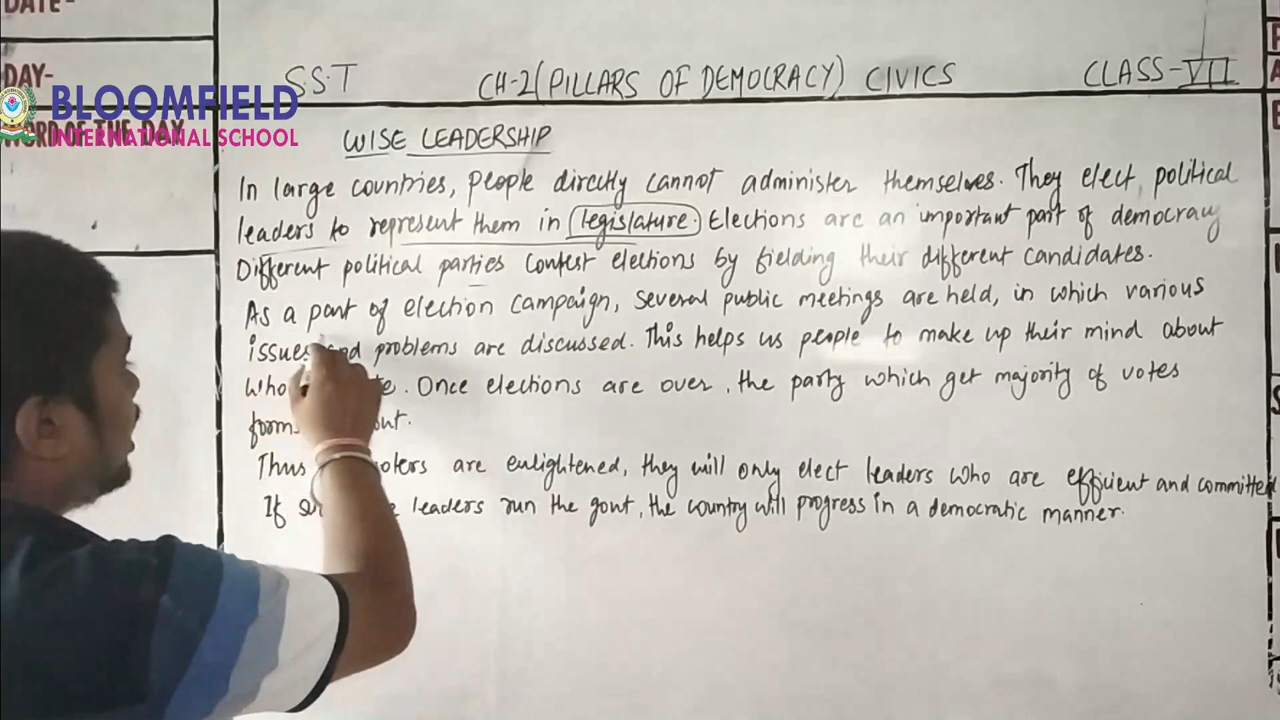 DATE-
DAY-
WORD OF THE DAY
BLOOMFIELD
INTERNATIONAL SCHOOL
S.S.T CH-2(PILLARS OF DEMOCRACY) CIVICS CLASS-VII
WISE LEADERSHIP
In large countries, people directly cannot administer themselves. They elect political
leaders to represent them in legislature. Elections are an important part of democracy
Different political parties contest elections by fielding their different candidates.
As a part of election campaign, several public meetings are held, in which various
issues and problems are discussed. This helps us people to make up their mind about
Who . Once elections are over, the party which get majority of votes
forms
Thus are enlightened, they will only elect leaders who are efficient and committed
If leaders run the govt, the country will progress in a democratic manner.